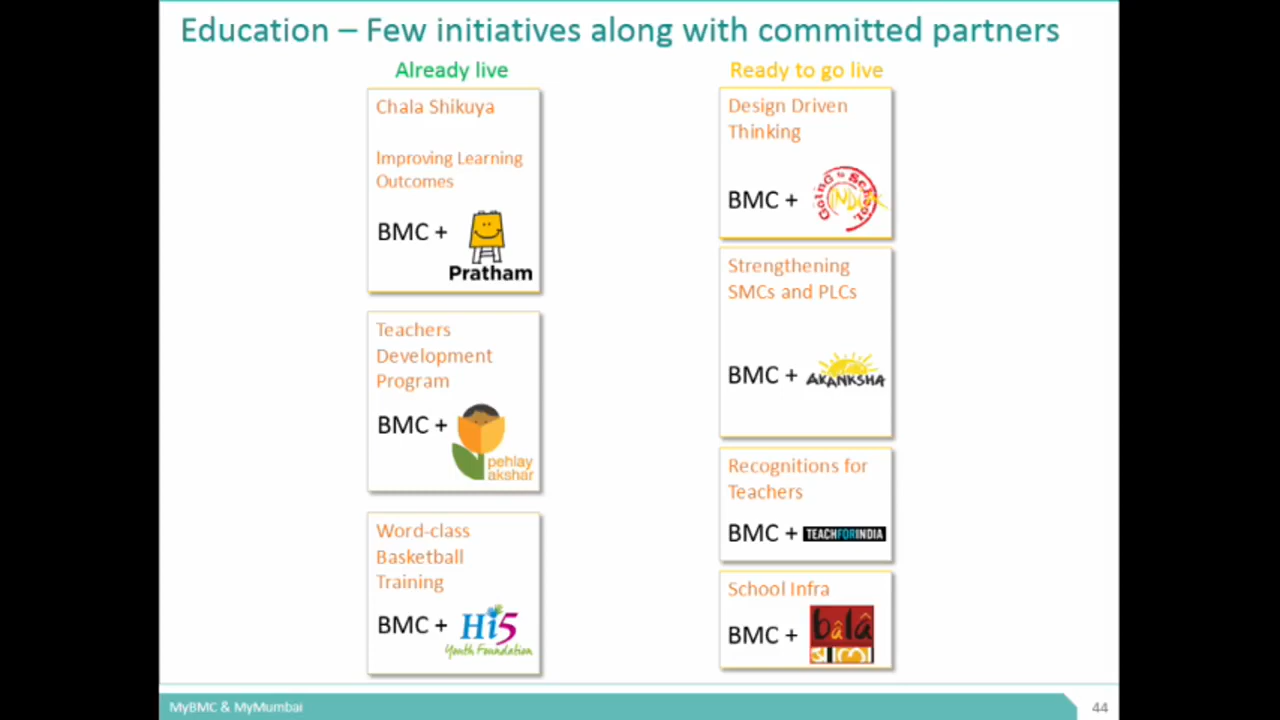 Education – Few initiatives along with committed partners
Already live
Chala Shikuya
Improving Learning
Outcomes
BMC +
Pratham
Teachers
Development
Program
BMC +
pehlay
akshar
Word-class
Basketball
Training
BMC +
Hi5
Youth Foundation
Ready to go live
Design Driven
Thinking
BMC +
Going to School
INDIA
Strengthening
SMCs and PLCs
BMC +
AKANKSHA
Recognitions for
Teachers
BMC +
TEACHFORINDIA
School Infra
BMC +
bâlâ
MyBMC & MyMumbai
44